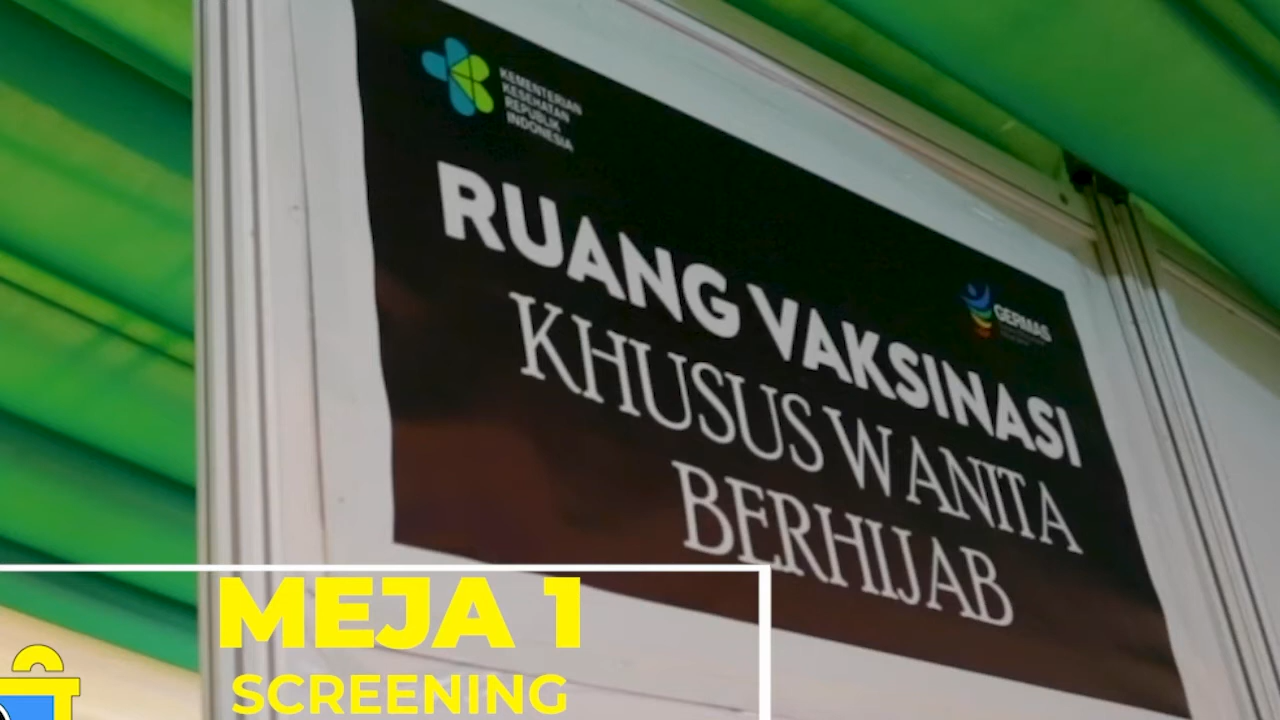 KEMENTERIAN
KESEHATAN
REPUBLIK
INDONESIA
RUANG VAKSINASI
GERMAS
KHUSUS WANITA
BERHIJAB
MEJA 1
SCREENING